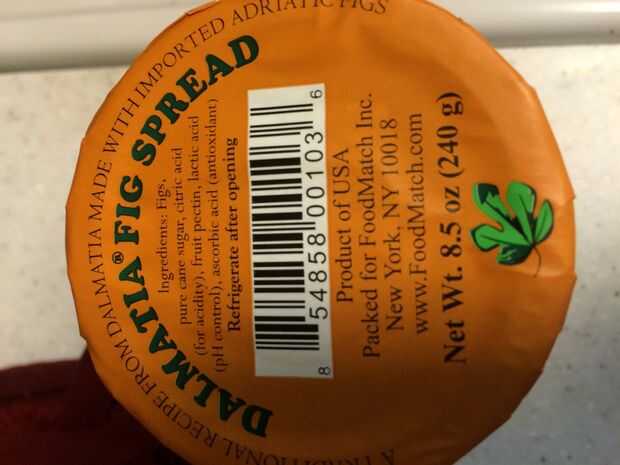 A TRADITIONAL RECIPE FROM DALMATIA MADE WITH IMPORTED ADRIATIC FIGS
DALMATIA® FIG SPREAD
Ingredients: Figs,
pure cane sugar, citric acid
(for acidity), fruit pectin, lactic acid
(pH control), ascorbic acid (antioxidant)
Refrigerate after opening
8 54858 00103 6
Product of USA
Packed for FoodMatch Inc.
New York, NY 10018
www.FoodMatch.com
Net Wt. 8.5 oz (240 g)